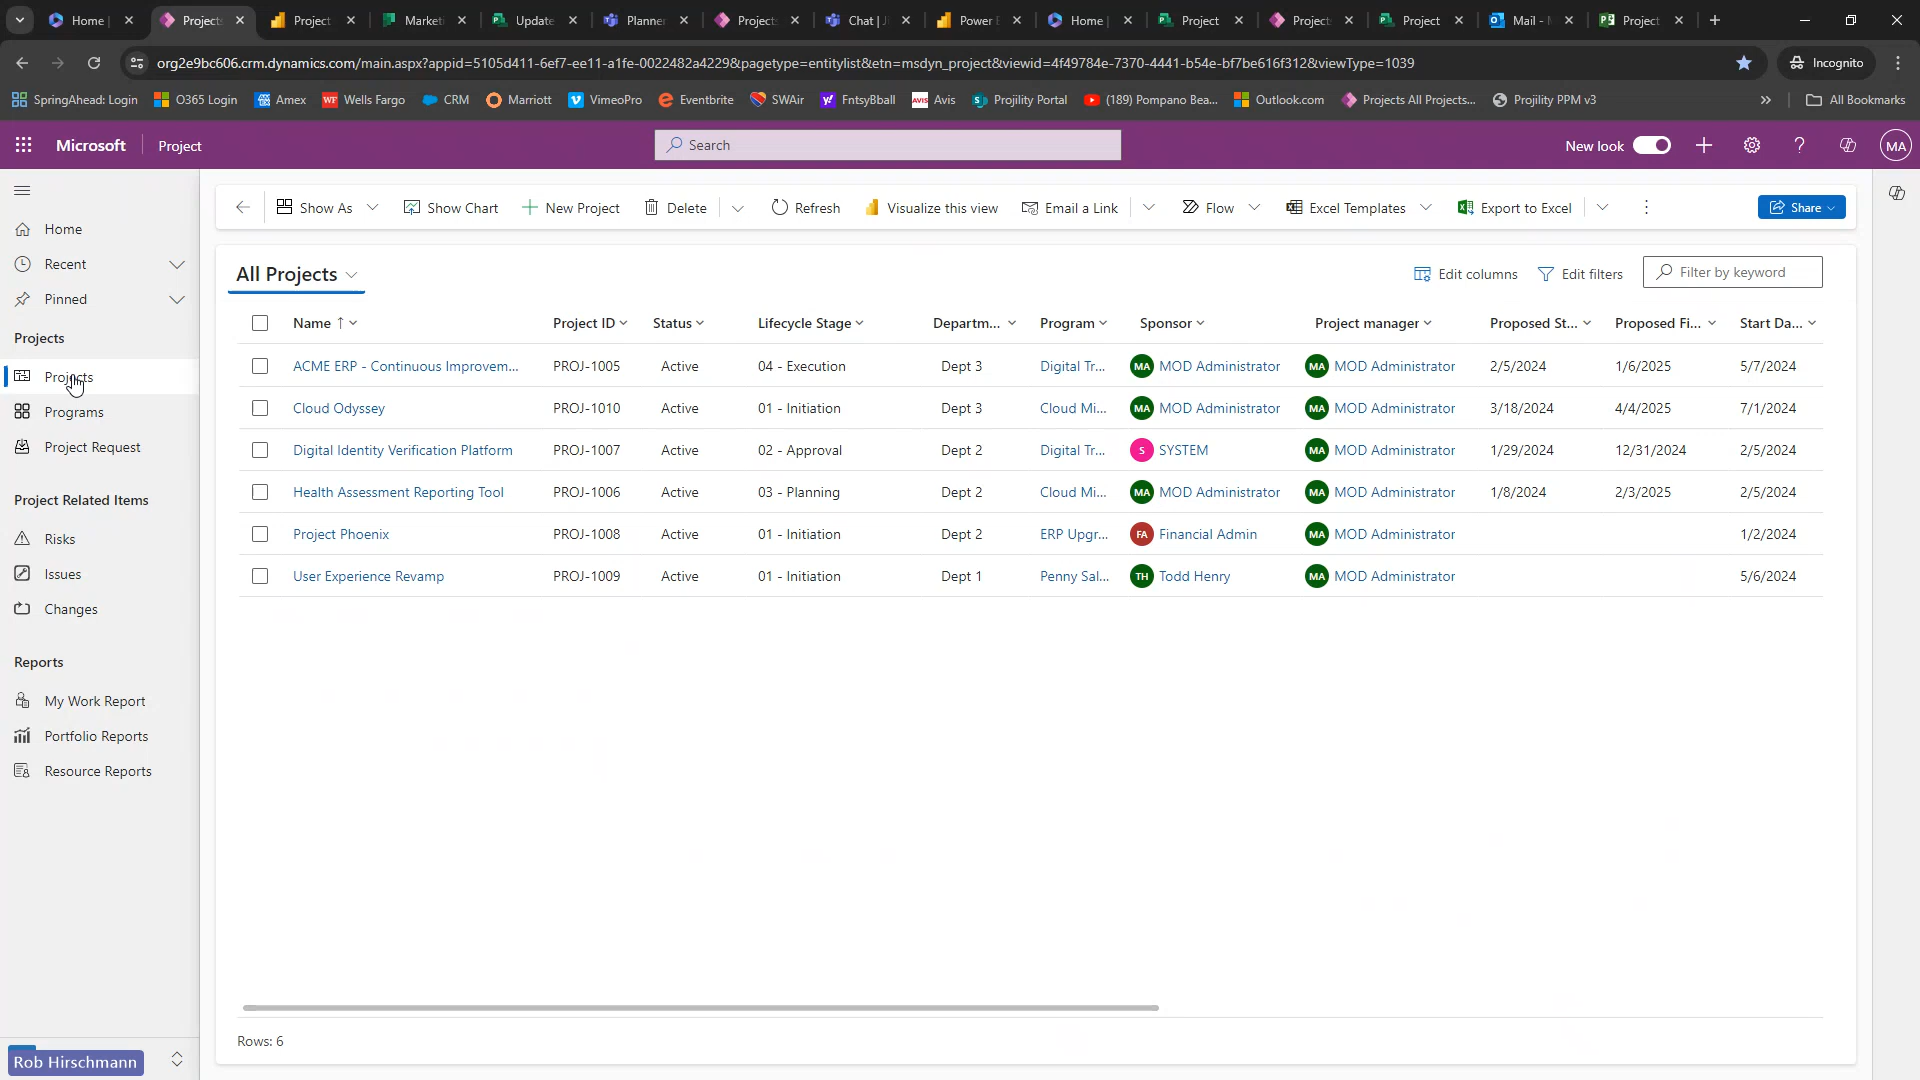 Home |
Projects
Project
Marketi
Update
Planner
Projects
Chat | Ji
Power B
Home |
Project
Projects
Project
Mail - M
Project
org2e9bc606.crm.dynamics.com/main.aspx?appid=5105d411-6ef7-ee11-a1fe-0022482a4229&pagetype=entitylist&etn=msdyn_project&viewid=4f49784e-7370-4441-b54e-bf7be616f312&viewType=1039
Incognito
SpringAhead: Login
O365 Login
Amex
Wells Fargo
CRM
Marriott
VimeoPro
Eventbrite
SWAir
FntsyBball
Avis
Projility Portal
(189) Pompano Bea...
Outlook.com
Projects All Projects...
Projility PPM v3
All Bookmarks
Microsoft
Project
Search
New look
MA
Show As
Show Chart
New Project
Delete
Refresh
Visualize this view
Email a Link
Flow
Excel Templates
Export to Excel
Share
Home
Recent
Pinned
Projects
Projects
Programs
Project Request
Project Related Items
Risks
Issues
Changes
Reports
My Work Report
Portfolio Reports
Resource Reports
Rob Hirschmann
All Projects
Edit columns
Edit filters
Filter by keyword
Name Project ID Status Lifecycle Stage Departm... Program Sponsor Project manager Proposed St... Proposed Fi... Start Da...
ACME ERP - Continuous Improvem... PROJ-1005 Active 04 - Execution Dept 3 Digital Tr... MA MOD Administrator MA MOD Administrator 2/5/2024 1/6/2025 5/7/2024
Cloud Odyssey PROJ-1010 Active 01 - Initiation Dept 3 Cloud Mi... MA MOD Administrator MA MOD Administrator 3/18/2024 4/4/2025 7/1/2024
Digital Identity Verification Platform PROJ-1007 Active 02 - Approval Dept 2 Digital Tr... S SYSTEM MA MOD Administrator 1/29/2024 12/31/2024 2/5/2024
Health Assessment Reporting Tool PROJ-1006 Active 03 - Planning Dept 2 Cloud Mi... MA MOD Administrator MA MOD Administrator 1/8/2024 2/3/2025 2/5/2024
Project Phoenix PROJ-1008 Active 01 - Initiation Dept 2 ERP Upgr... FA Financial Admin MA MOD Administrator 1/2/2024
User Experience Revamp PROJ-1009 Active 01 - Initiation Dept 1 Penny Sal... TH Todd Henry MA MOD Administrator 5/6/2024
Rows: 6